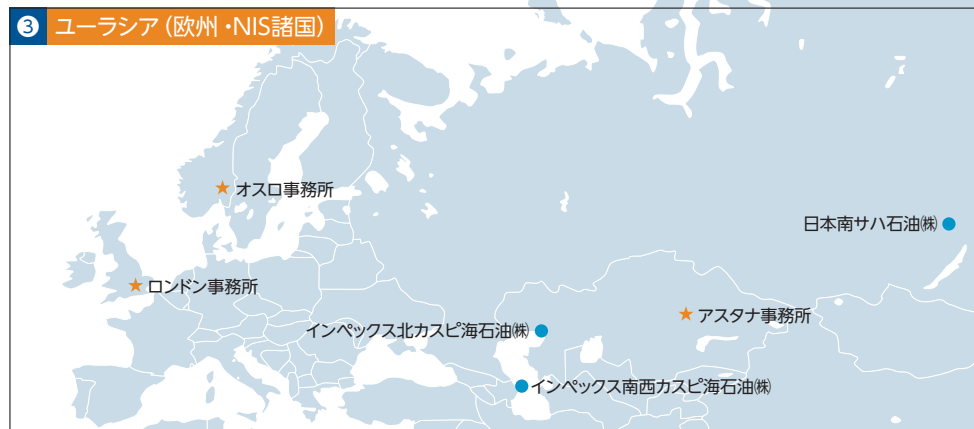 ❸ ユーラシア（欧州・NIS諸国）
オスロ事務所
日本南サハ石油㈱
ロンドン事務所
アスタナ事務所
インペックス北カスピ海石油㈱
インペックス南西カスピ海石油㈱